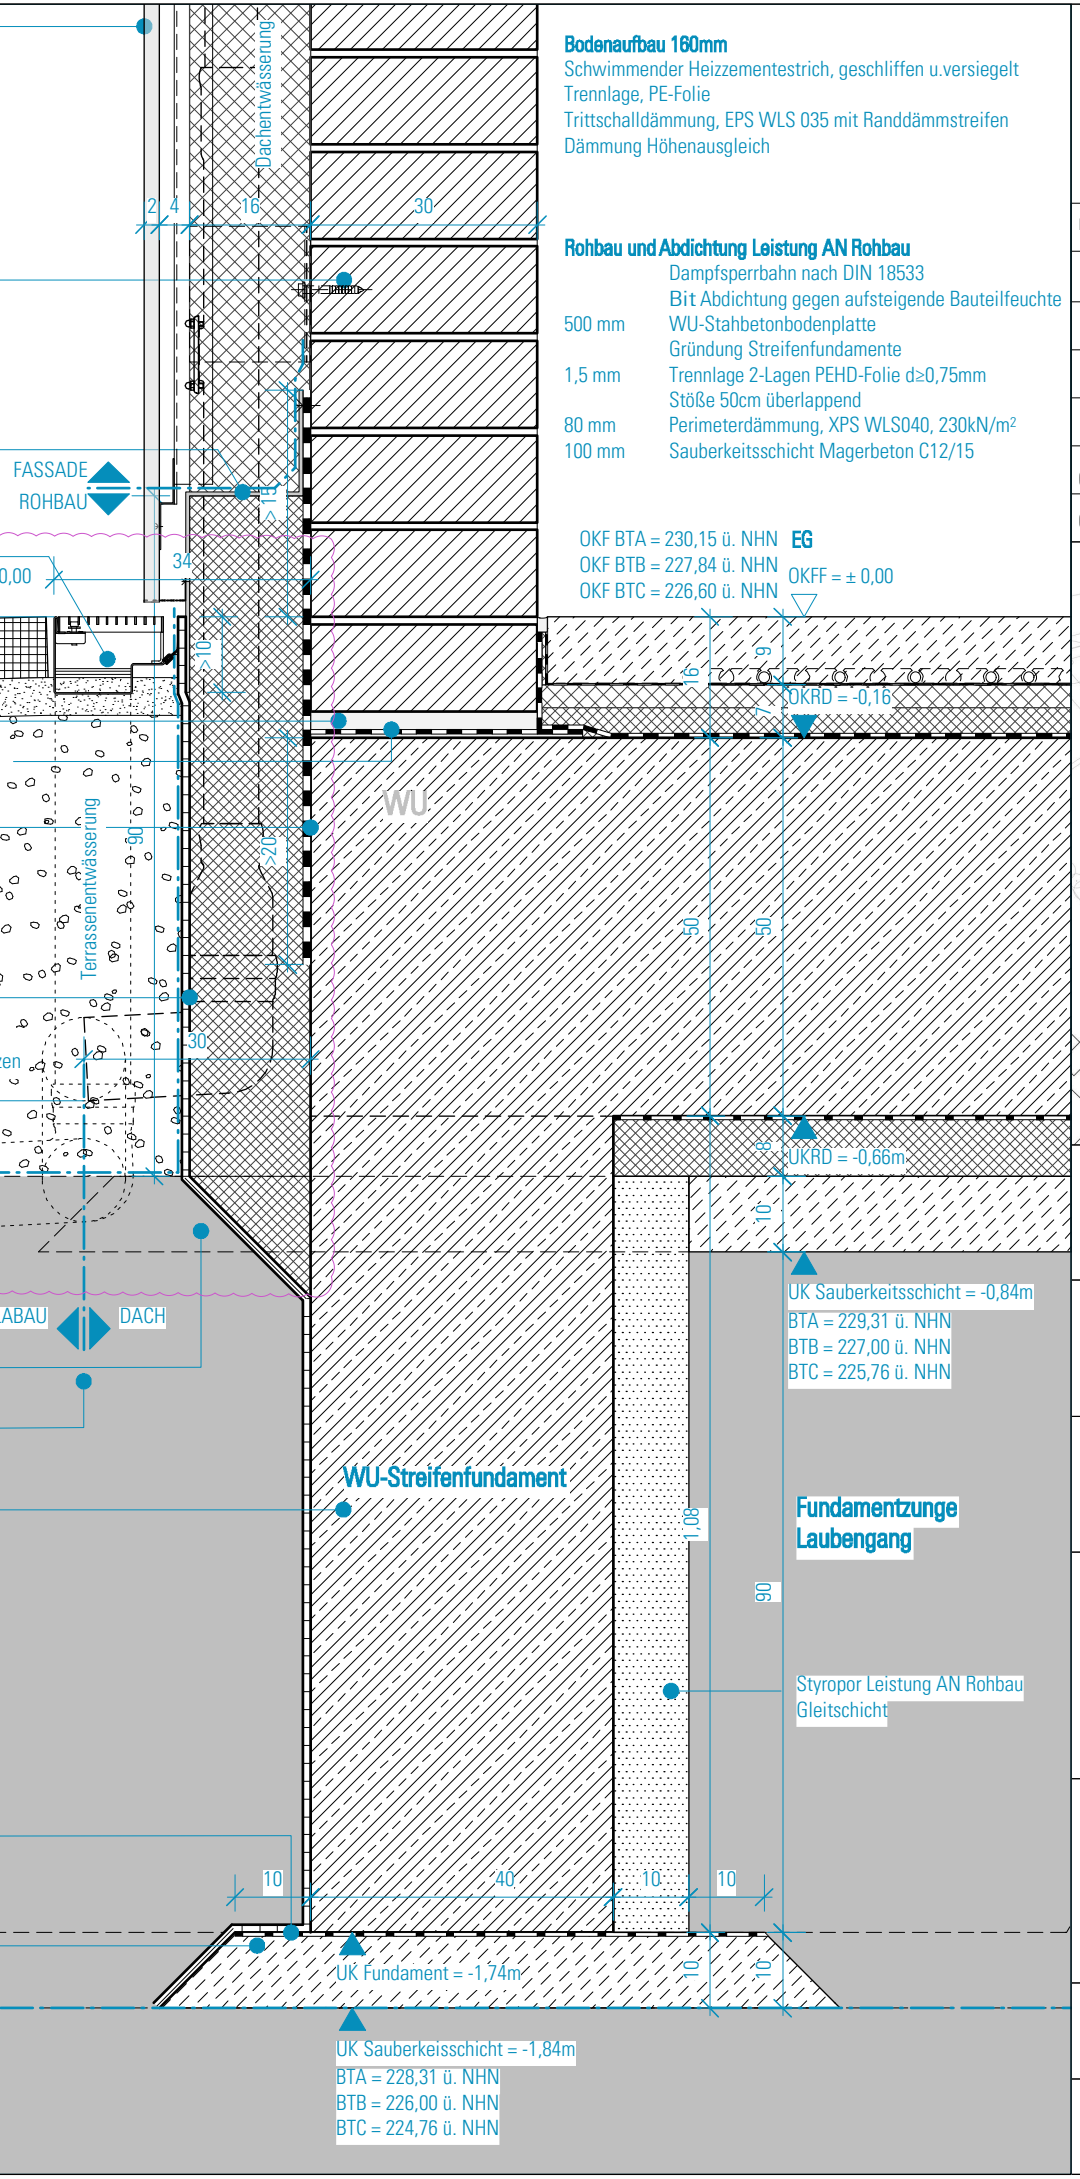 Bodenaufbau 160mm
Schwimmender Heizzementestrich, geschliffen u.versiegelt
Trennlage, PE-Folie
Trittschalldämmung, EPS WLS 035 mit Randdämmstreifen
Dämmung Höhenausgleich
Dachentwässerung
2 4 16 30
Rohbau und Abdichtung Leistung AN Rohbau
Dampfsperrbahn nach DIN 18533
Bit Abdichtung gegen aufsteigende Bauteilfeuchte
500 mm WU-Stahbetonbodenplatte
Gründung Streifenfundamente
1,5 mm Trennlage 2-Lagen PEHD-Folie d≥0,75mm
Stöße 50cm überlappend
80 mm Perimeterdämmung, XPS WLS040, 230kN/m²
100 mm Sauberkeitsschicht Magerbeton C12/15
FASSADE
ROHBAU
> 15
OKF BTA = 230,15 ü. NHN EG
OKF BTB = 227,84 ü. NHN
OKF BTC = 226,60 ü. NHN
OKFF = ± 0,00
34
0,00
>10
16
9
7
OKRD = -0,16
WU
Terrassenentwässerung
90
>20
50
50
30
zen
8
UKRD = -0,66m
10
UK Sauberkeitsschicht = -0,84m
BTA = 229,31 ü. NHN
BTB = 227,00 ü. NHN
BTC = 225,76 ü. NHN
ABAU DACH
WU-Streifenfundament
Fundamentzunge
Laubengang
1,08
90
Styropor Leistung AN Rohbau
Gleitschicht
10 40 10 10
UK Fundament = -1,74m
10
10
UK Sauberkeisschicht = -1,84m
BTA = 228,31 ü. NHN
BTB = 226,00 ü. NHN
BTC = 224,76 ü. NHN